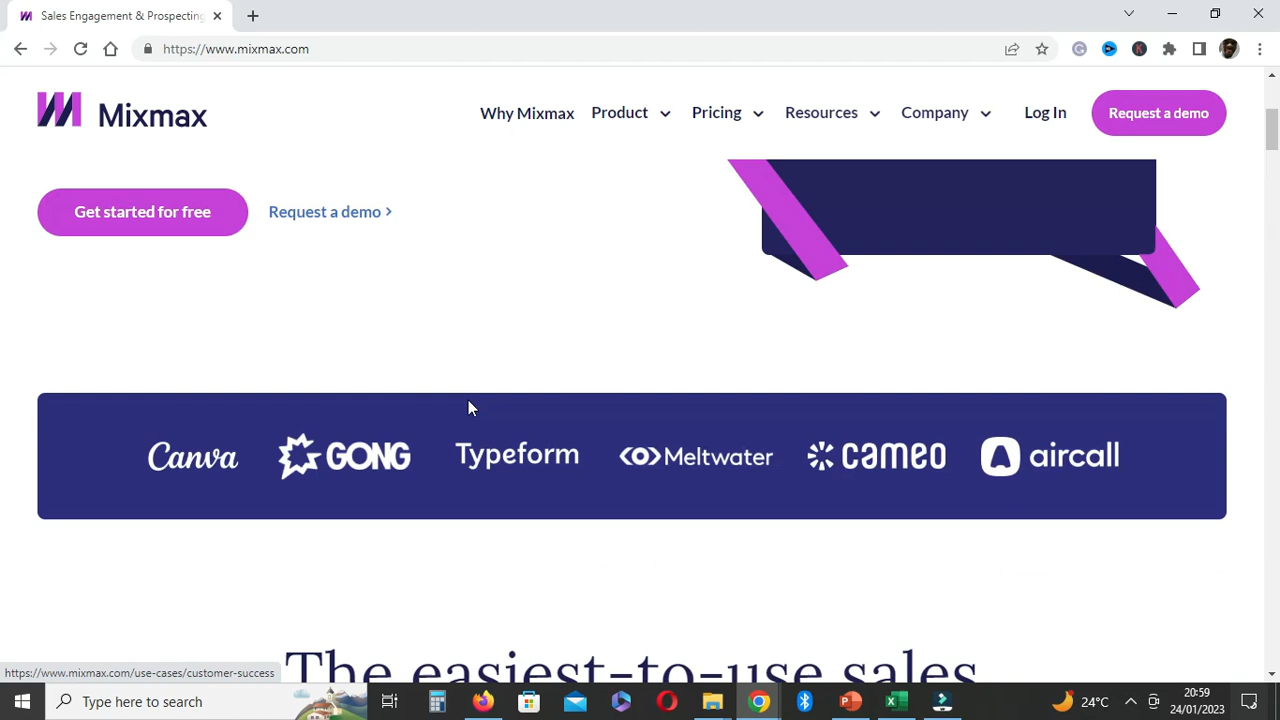 Sales Engagement & Prospecting
https://www.mixmax.com
K
Mixmax
Why Mixmax
Product
Pricing
Resources
Company
Log In
Request a demo
Get started for free
Request a demo
Canva
GONG
Typeform
Meltwater
cameo
aircall
The easiest-to-use sales
https://www.mixmax.com/use-cases/customer-success
Type here to search
24°C
20:59
24/01/2023